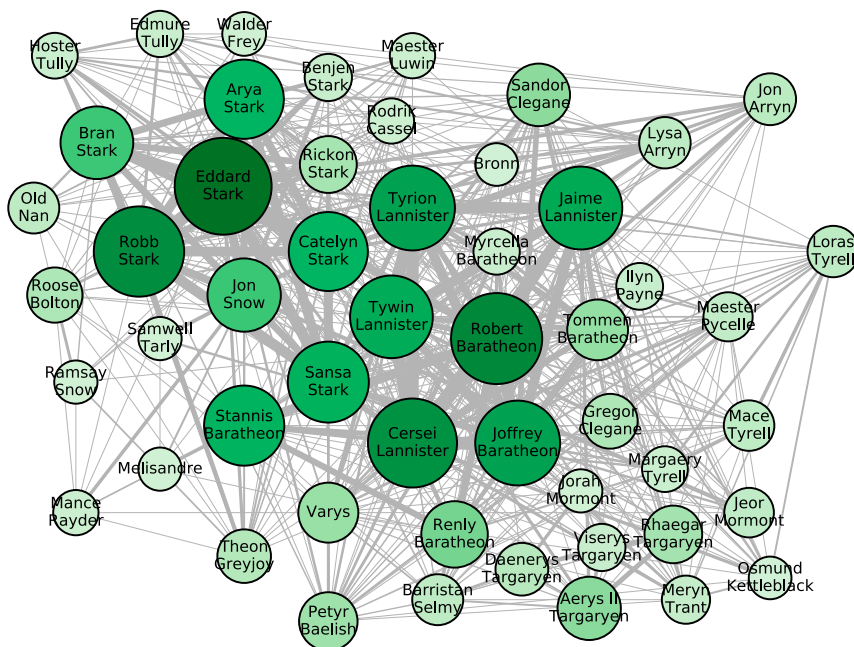 Edmure
Tully
Walder
Frey
Hoster
Tully
Maester
Luwin
Benjen
Stark
Arya
Stark
Sandor
Clegane
Jon
Arryn
Rodrik
Cassel
Bran
Stark
Lysa
Arryn
Rickon
Stark
Bronn
Eddard
Stark
Old
Nan
Tyrion
Lannister
Jaime
Lannister
Robb
Stark
Catelyn
Stark
Myrcella
Baratheon
Loras
Tyrell
Roose
Bolton
Jon
Snow
Ilyn
Payne
Tywin
Lannister
Maester
Pycelle
Samwell
Tarly
Robert
Baratheon
Tommen
Baratheon
Ramsay
Snow
Sansa
Stark
Stannis
Baratheon
Gregor
Clegane
Mace
Tyrell
Cersei
Lannister
Joffrey
Baratheon
Melisandre
Margaery
Tyrell
Jorah
Mormont
Mance
Rayder
Varys
Jeor
Mormont
Renly
Baratheon
Rhaegar
Targaryen
Viserys
Targaryen
Theon
Greyjoy
Daenerys
Targaryen
Osmund
Kettleblack
Barristan
Selmy
Meryn
Trant
Aerys II
Targaryen
Petyr
Baelish